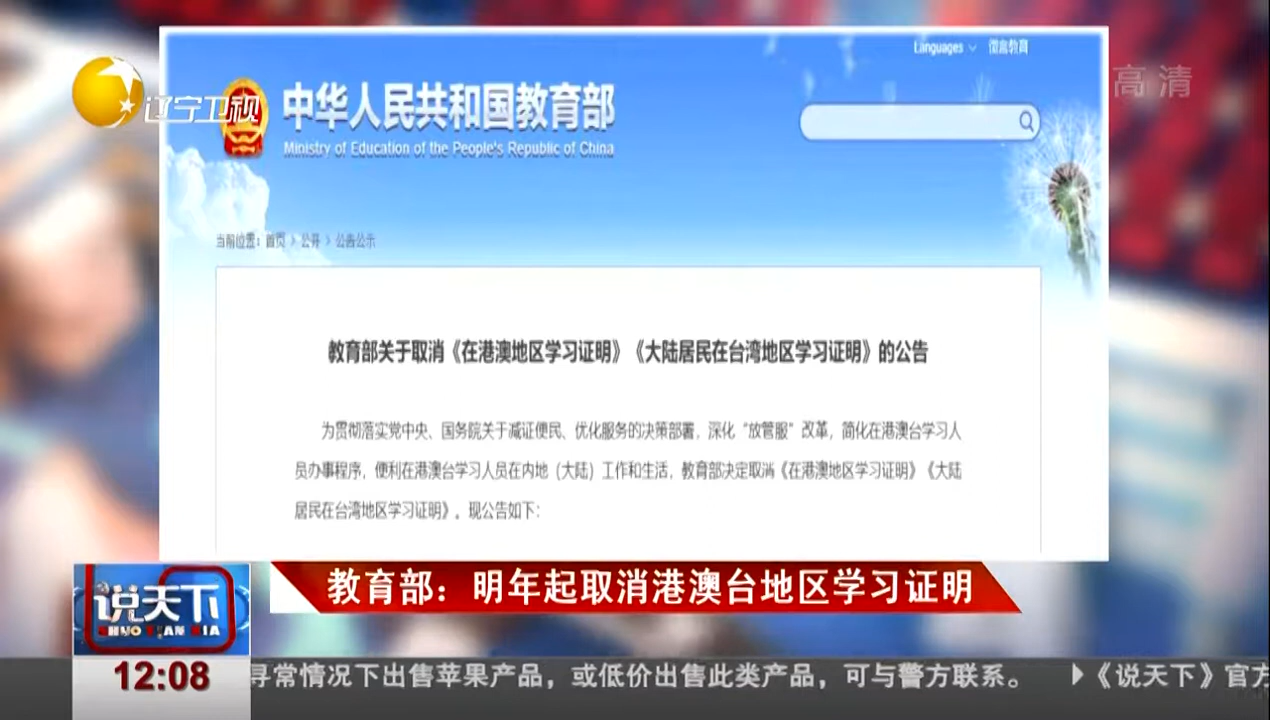 Languages 微言教育
高清
辽宁卫视
中华人民共和国教育部
Ministry of Education of the People's Republic of China
当前位置：首页 > 公开 > 公告公示
教育部关于取消《在港澳地区学习证明》《大陆居民在台湾地区学习证明》的公告
为贯彻落实党中央、国务院关于减证便民、优化服务的决策部署，深化“放管服”改革，简化在港澳台学习人
员办事程序，便利在港澳台学习人员在内地（大陆）工作和生活，教育部决定取消《在港澳地区学习证明》《大陆
居民在台湾地区学习证明》。现公告如下：
教育部：明年起取消港澳台地区学习证明
说天下
SHUO TIAN XIA
12:08
寻常情况下出售苹果产品，或低价出售此类产品，可与警方联系。 ▶《说天下》官方